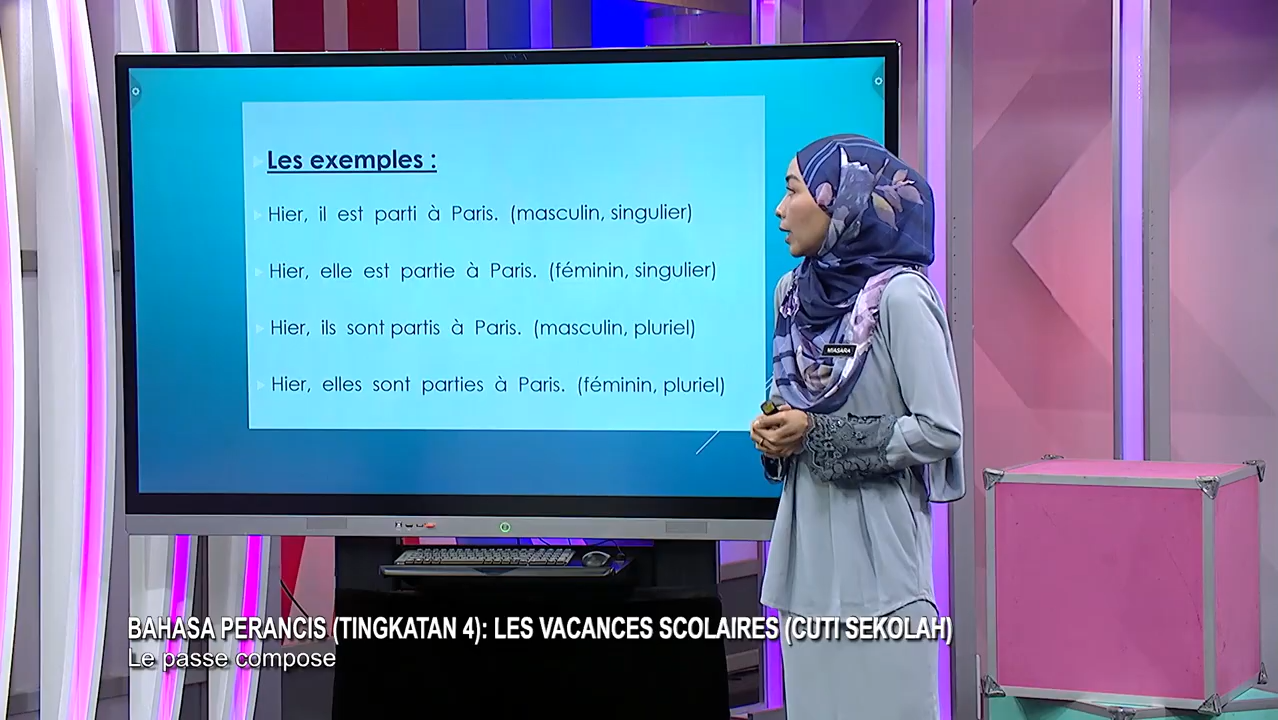 Les exemples :
Hier, il est parti à Paris. (masculin, singulier)
Hier, elle est partie à Paris. (féminin, singulier)
Hier, ils sont partis à Paris. (masculin, pluriel)
Hier, elles sont parties à Paris. (féminin, pluriel)
NIASARA
BAHASA PERANCIS (TINGKATAN 4): LES VACANCES SCOLAIRES (CUTI SEKOLAH)
Le passe compose